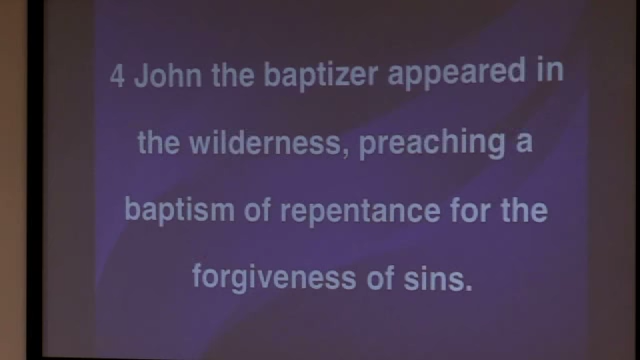 4 John the baptizer appeared in
the wilderness, preaching a
baptism of repentance for the
forgiveness of sins.